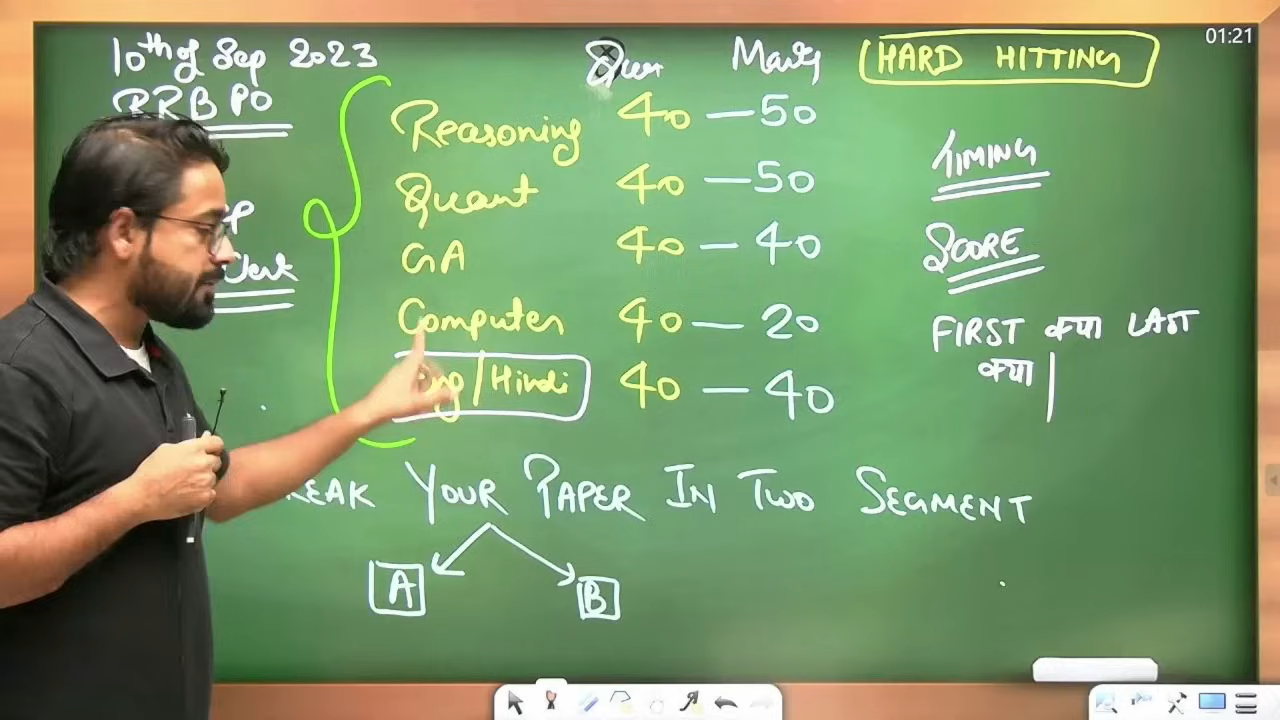 01:21
10th of Sep 2023
RRB PO
Ques Marks
HARD HITTING
Reasoning 40 — 50
Quant 40 — 50
GA 40 — 40
Computer 40 — 20
/Hindi 40 — 40
TIMING
SCORE
FIRST क्या LAST
क्या
YOUR PAPER IN TWO SEGMENT
A B